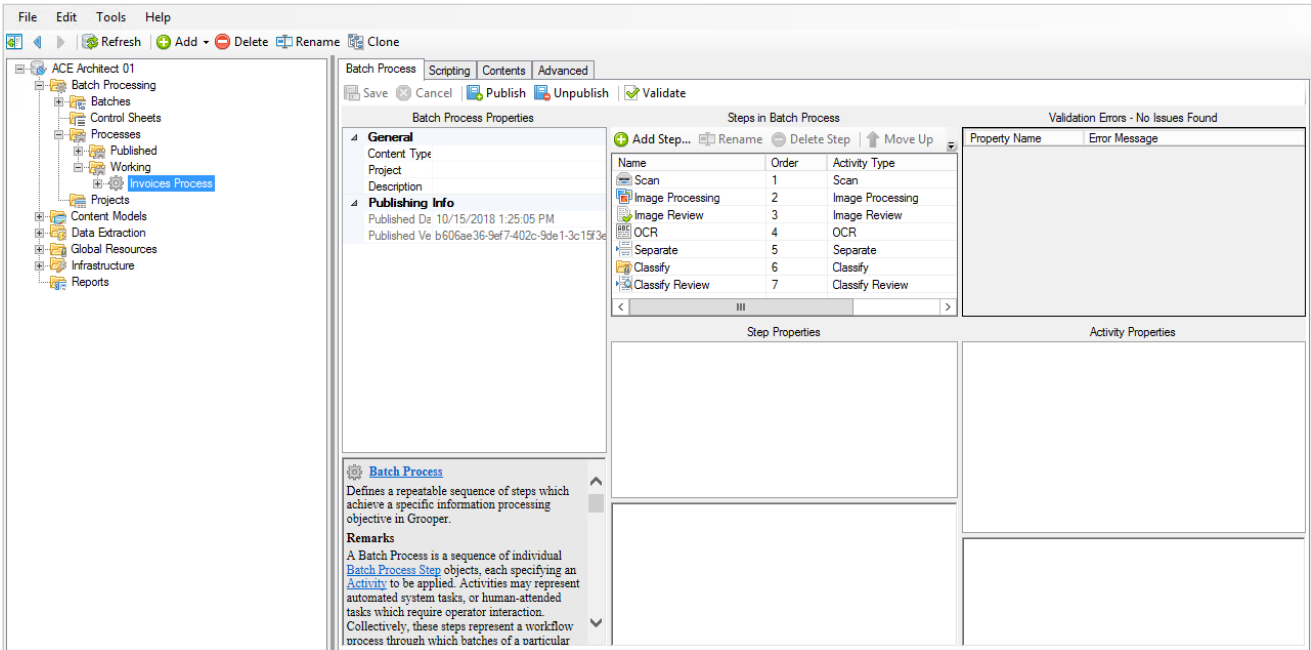 File Edit Tools Help
Refresh Add Delete Rename Clone
ACE Architect 01
Batch Processing
Batches
Control Sheets
Processes
Published
Working
Invoices Process
Projects
Content Models
Data Extraction
Global Resources
Infrastructure
Reports
Batch Process Scripting Contents Advanced
Save Cancel Publish Unpublish Validate
Batch Process Properties
General
Content Type
Project
Description
Publishing Info
Published Da 10/15/2018 1:25:05 PM
Published Ve b606ae36-9ef7-402c-9de1-3c15f3e
Batch Process
Defines a repeatable sequence of steps which
achieve a specific information processing
objective in Grooper.
Remarks
A Batch Process is a sequence of individual
Batch Process Step objects, each specifying an
Activity to be applied. Activities may represent
automated system tasks, or human-attended
tasks which require operator interaction.
Collectively, these steps represent a workflow
process through which batches of a particular
Steps in Batch Process
Add Step... Rename Delete Step Move Up
Name Order Activity Type
Scan 1 Scan
Image Processing 2 Image Processing
Image Review 3 Image Review
OCR 4 OCR
Separate 5 Separate
Classify 6 Classify
Classify Review 7 Classify Review
Step Properties
Validation Errors - No Issues Found
Property Name Error Message
Activity Properties